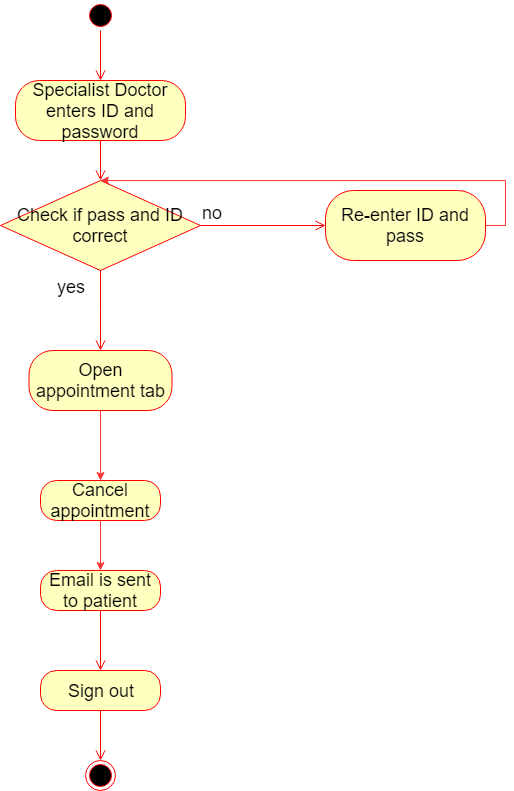 Specialist Doctor
enters ID and
password
Check if pass and ID
correct
no
Re-enter ID and
pass
yes
Open
appointment tab
Cancel
appointment
Email is sent
to patient
Sign out